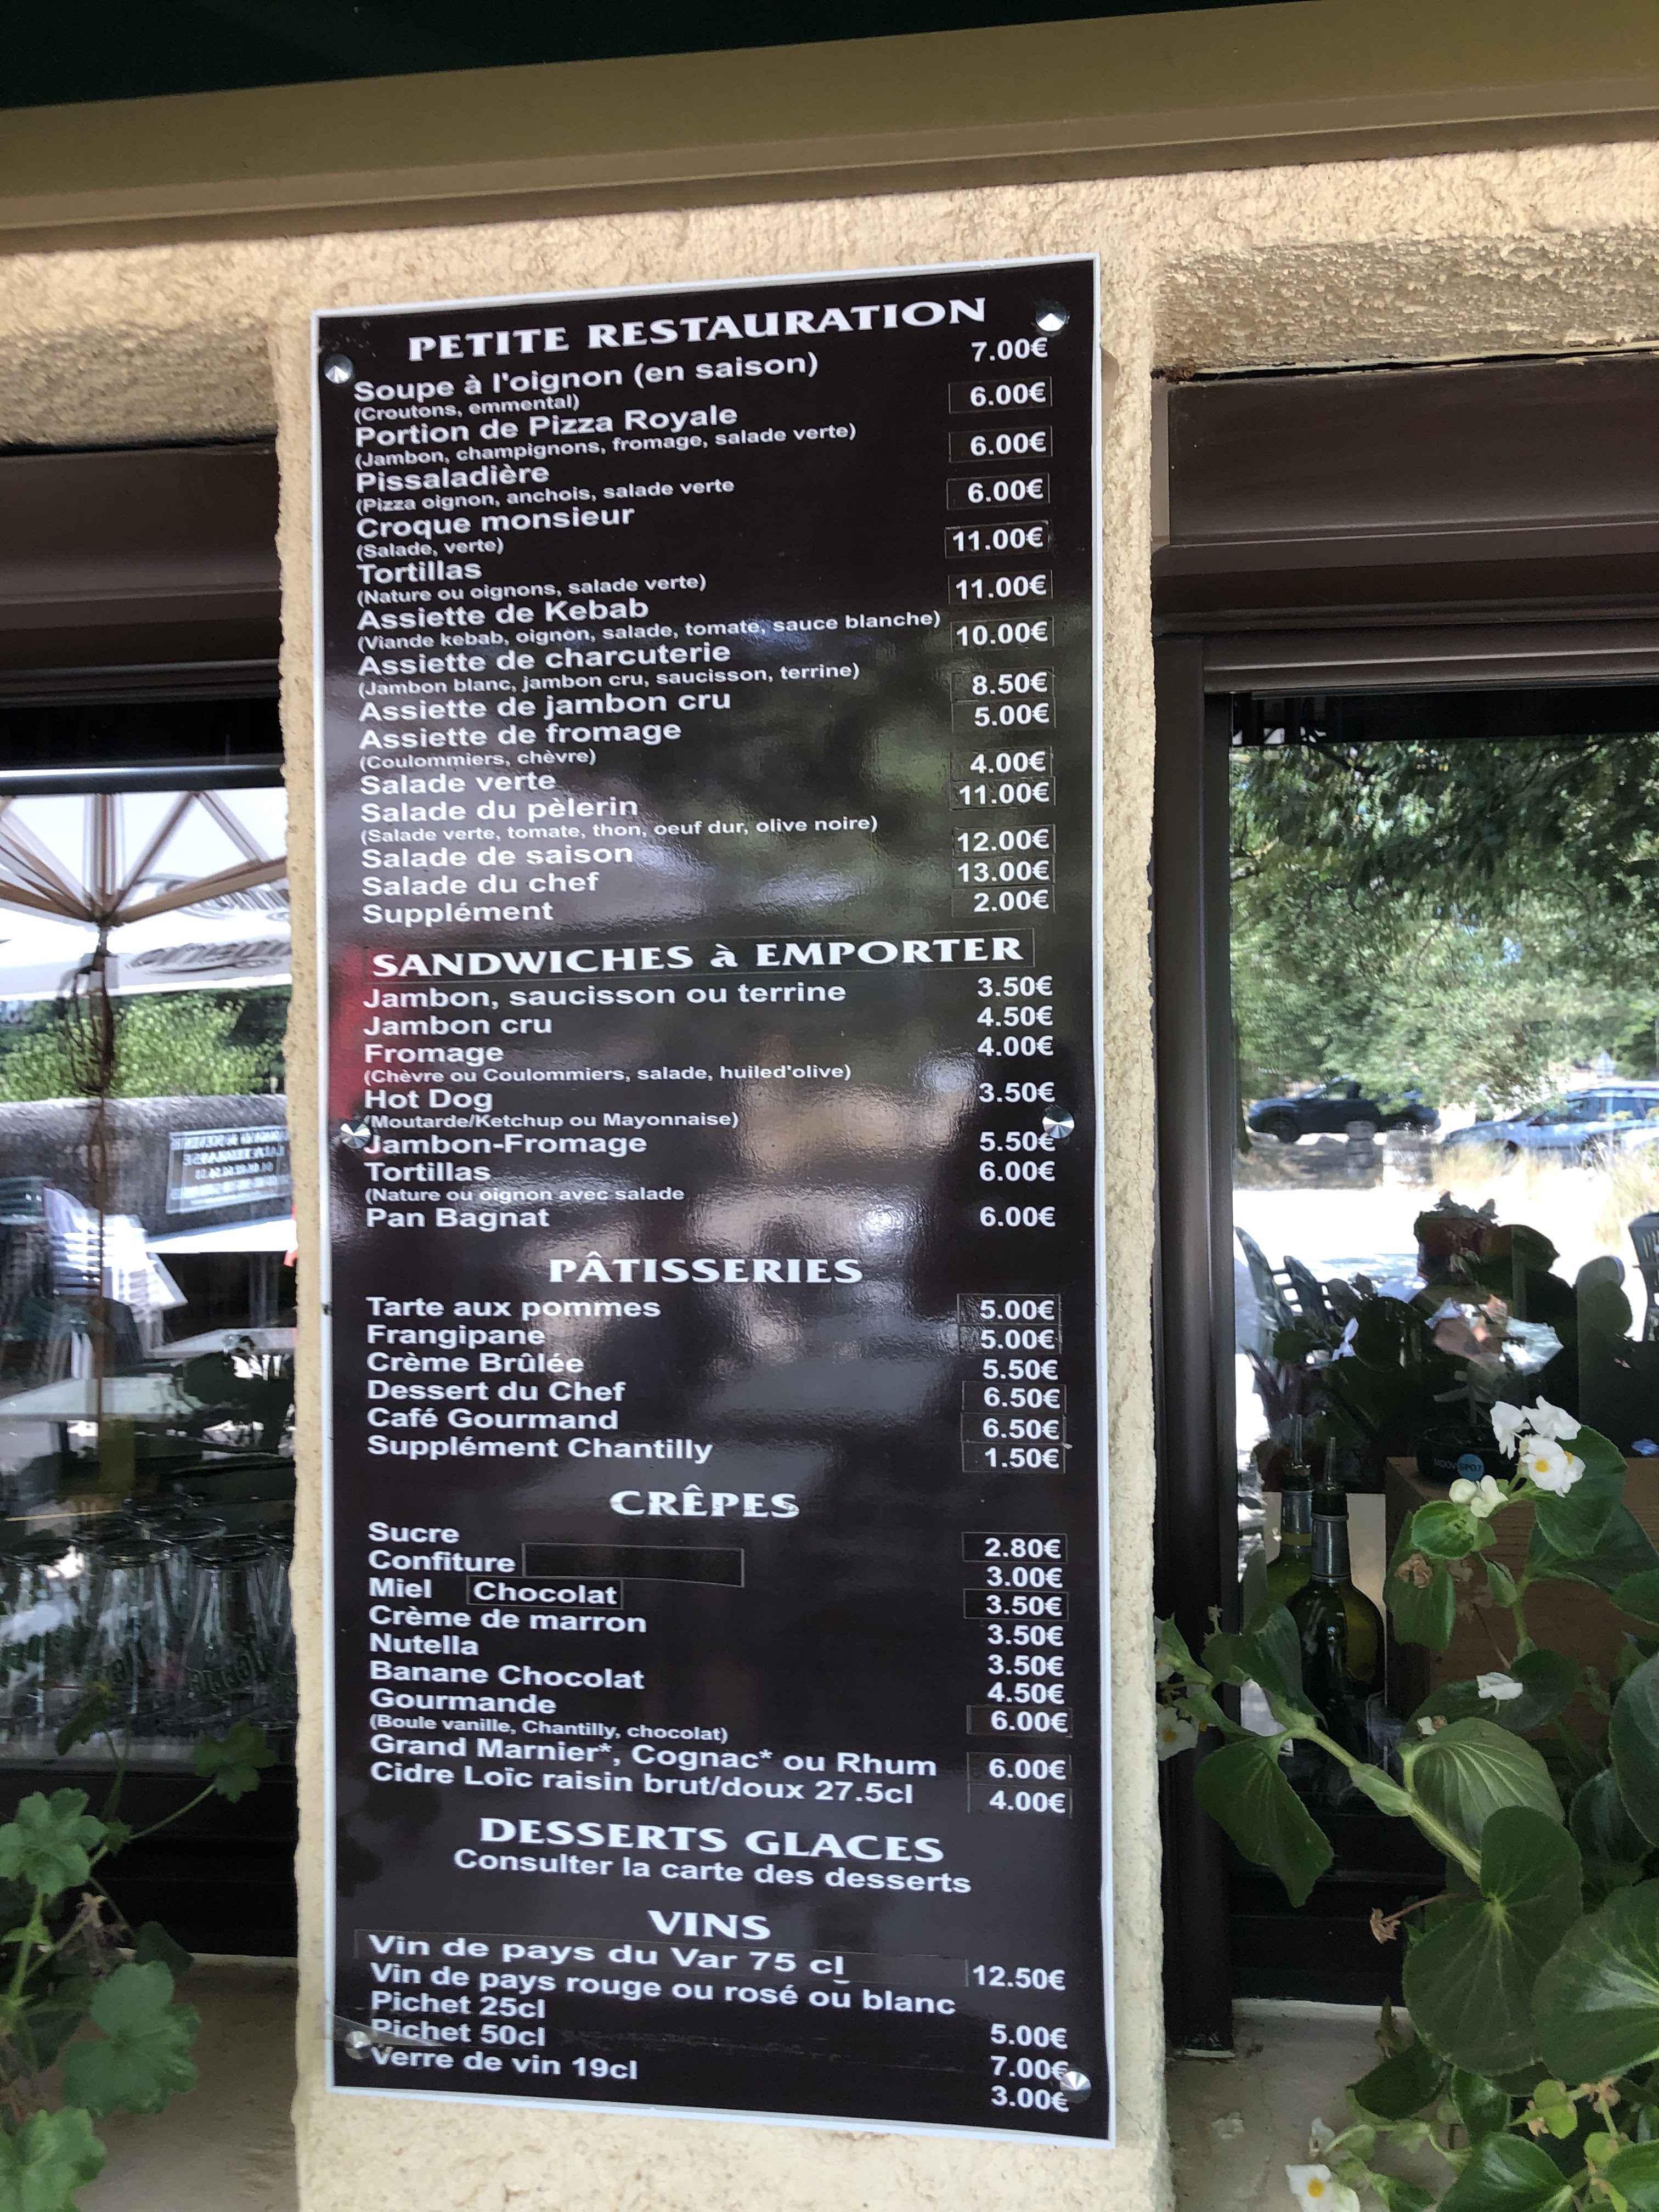 PETITE RESTAURATION
Soupe à l'oignon (en saison) 7.00€
(Croutons, emmental)
Portion de Pizza Royale 6.00€
(Jambon, champignons, fromage, salade verte)
Pissaladière 6.00€
(Pizza oignon, anchois, salade verte
Croque monsieur 6.00€
(Salade, verte)
Tortillas 11.00€
(Nature ou oignons, salade verte)
Assiette de Kebab 11.00€
(Viande kebab, oignon, salade, tomate, sauce blanche)
Assiette de charcuterie 10.00€
(Jambon blanc, jambon cru, saucisson, terrine)
Assiette de jambon cru 8.50€
Assiette de fromage 5.00€
(Coulommiers, chèvre)
Salade verte 4.00€
Salade du pèlerin 11.00€
(Salade verte, tomate, thon, oeuf dur, olive noire)
Salade de saison 12.00€
Salade du chef 13.00€
Supplément 2.00€
SANDWICHES à EMPORTER
Jambon, saucisson ou terrine 3.50€
Jambon cru 4.50€
Fromage 4.00€
(Chèvre ou Coulommiers, salade, huiled'olive)
Hot Dog 3.50€
(Moutarde/Ketchup ou Mayonnaise)
Jambon-Fromage 5.50€
Tortillas 6.00€
(Nature ou oignon avec salade
Pan Bagnat 6.00€
PÂTISSERIES
Tarte aux pommes 5.00€
Frangipane 5.00€
Crème Brûlée 5.50€
Dessert du Chef 6.50€
Café Gourmand 6.50€
Supplément Chantilly 1.50€
CRÊPES
Sucre 2.80€
Confiture 3.00€
Miel Chocolat 3.50€
Crème de marron 3.50€
Nutella 3.50€
Banane Chocolat 4.50€
Gourmande 6.00€
(Boule vanille, Chantilly, chocolat)
Grand Marnier*, Cognac* ou Rhum 6.00€
Cidre Loïc raisin brut/doux 27.5cl 4.00€
DESSERTS GLACES
Consulter la carte des desserts
VINS
Vin de pays du Var 75 cl 12.50€
Vin de pays rouge ou rosé ou blanc
Pichet 25cl 5.00€
Pichet 50cl 7.00€
Verre de vin 19cl 3.00€
MOOV SPOT